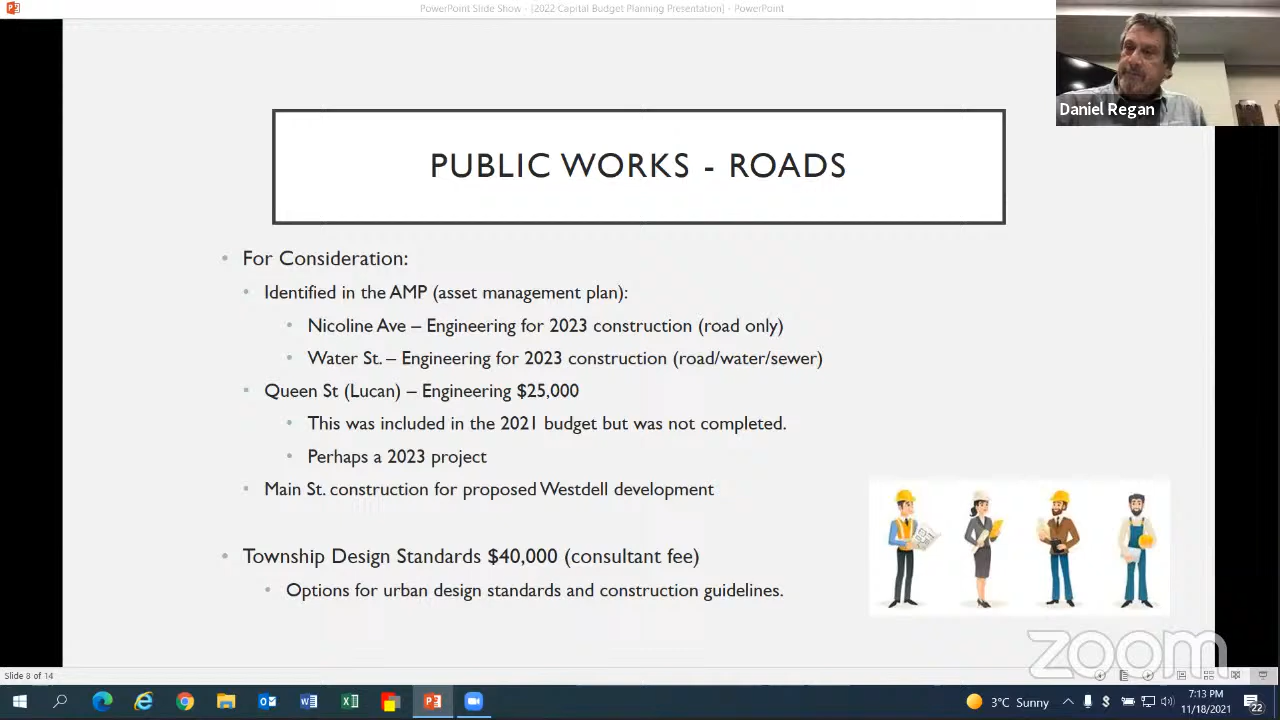 PowerPoint Slide Show - [2022 Capital Budget Planning Presentation] - PowerPoint
Daniel Regan
PUBLIC WORKS - ROADS
• For Consideration:
• Identified in the AMP (asset management plan):
• Nicoline Ave – Engineering for 2023 construction (road only)
• Water St. – Engineering for 2023 construction (road/water/sewer)
• Queen St (Lucan) – Engineering $25,000
• This was included in the 2021 budget but was not completed.
• Perhaps a 2023 project
• Main St. construction for proposed Westdell development
• Township Design Standards $40,000 (consultant fee)
• Options for urban design standards and construction guidelines.
zoom
Slide 8 of 14
3°C Sunny
7:13 PM
11/18/2021
22